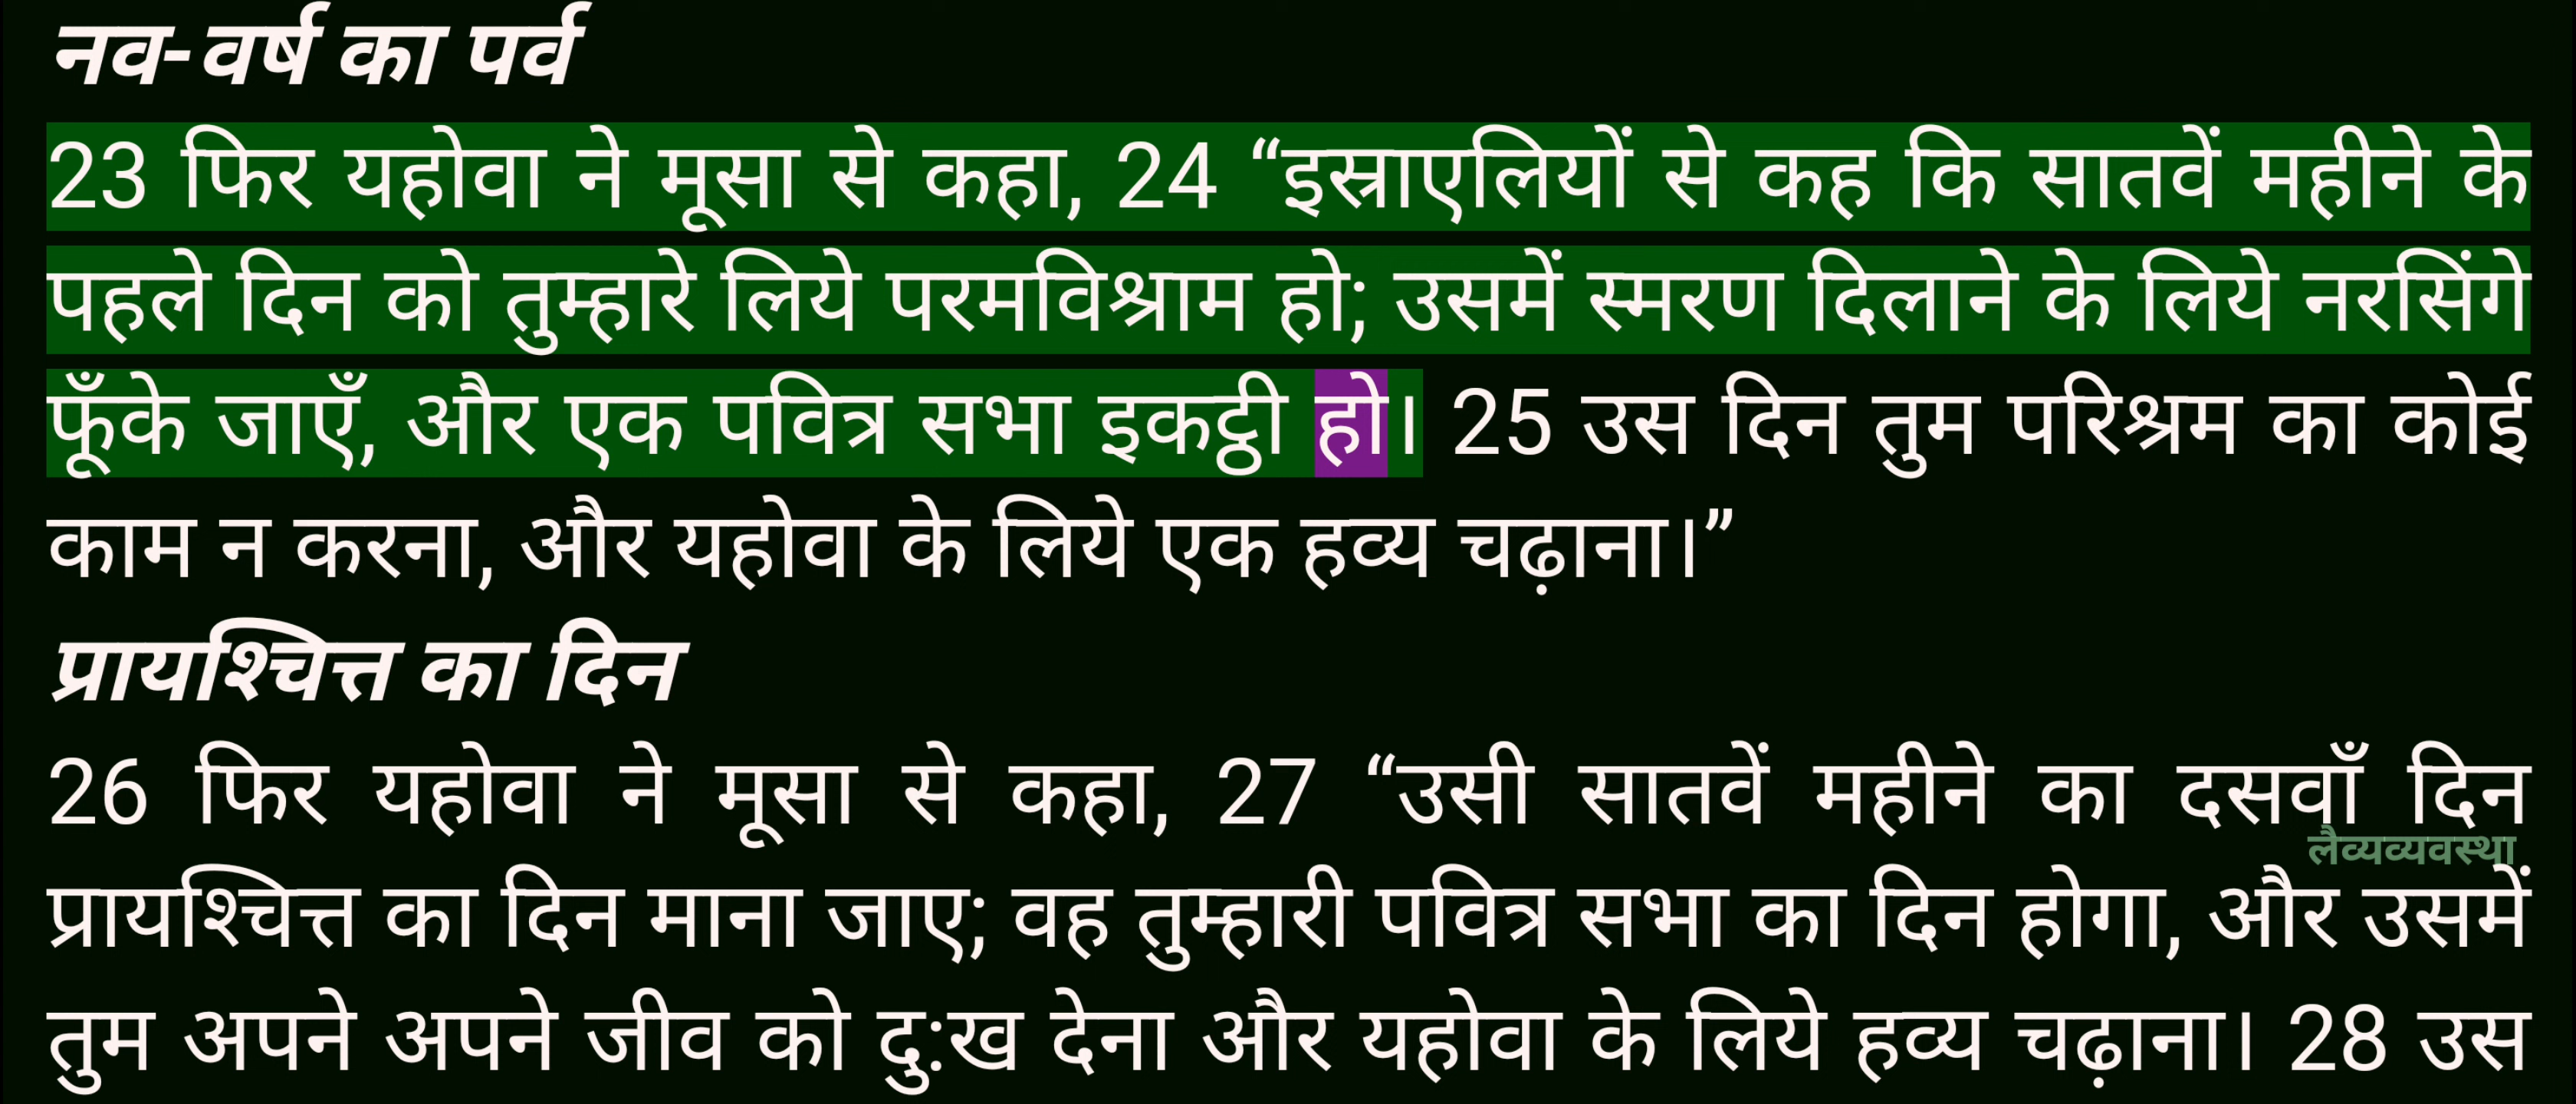 नव-वर्ष का पर्व
23 फिर यहोवा ने मूसा से कहा, 24 “इस्राएलियों से कह कि सातवें महीने के
पहले दिन को तुम्हारे लिये परमविश्राम हो; उसमें स्मरण दिलाने के लिये नरसिंगे
फूँके जाएँ, और एक पवित्र सभा इकट्ठी हो। 25 उस दिन तुम परिश्रम का कोई
काम न करना, और यहोवा के लिये एक हव्य चढ़ाना।”
प्रायश्चित्त का दिन
26 फिर यहोवा ने मूसा से कहा, 27 “उसी सातवें महीने का दसवाँ दिन
लैव्यव्यवस्था
प्रायश्चित्त का दिन माना जाए; वह तुम्हारी पवित्र सभा का दिन होगा, और उसमें
तुम अपने अपने जीव को दु:ख देना और यहोवा के लिये हव्य चढ़ाना। 28 उस